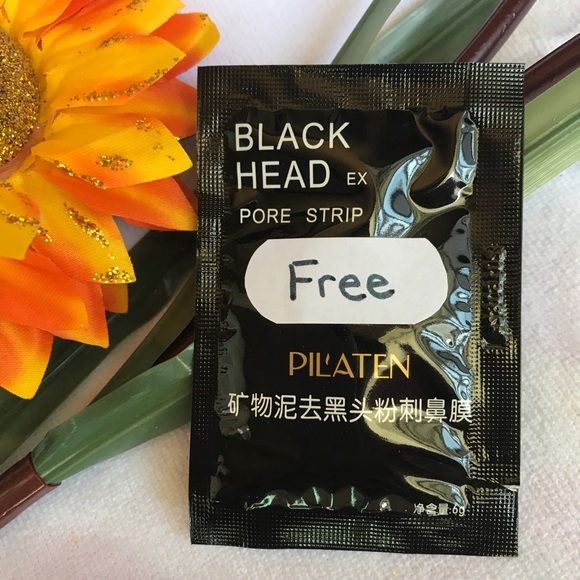 BLACK
HEAD EX
PORE STRIP
Free
PIL'ATEN
矿物泥去黑头粉刺鼻膜
净含量:6g